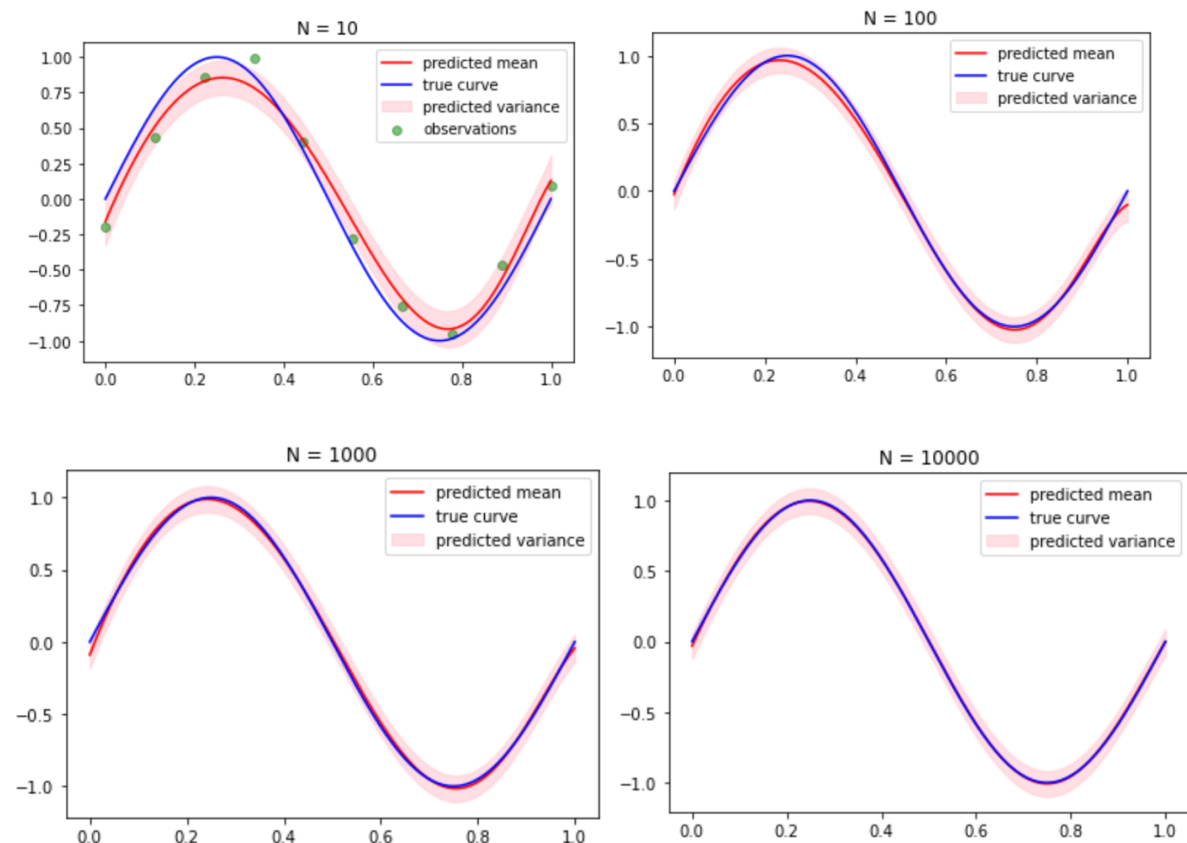 N = 10
1.00
0.75
0.50
0.25
0.00
−0.25
−0.50
−0.75
−1.00
0.0 0.2 0.4 0.6 0.8 1.0
predicted mean
true curve
predicted variance
observations
N = 100
1.0
0.5
0.0
−0.5
−1.0
0.0 0.2 0.4 0.6 0.8 1.0
predicted mean
true curve
predicted variance
N = 1000
1.0
0.5
0.0
−0.5
−1.0
0.0 0.2 0.4 0.6 0.8 1.0
predicted mean
true curve
predicted variance
N = 10000
1.0
0.5
0.0
−0.5
−1.0
0.0 0.2 0.4 0.6 0.8 1.0
predicted mean
true curve
predicted variance